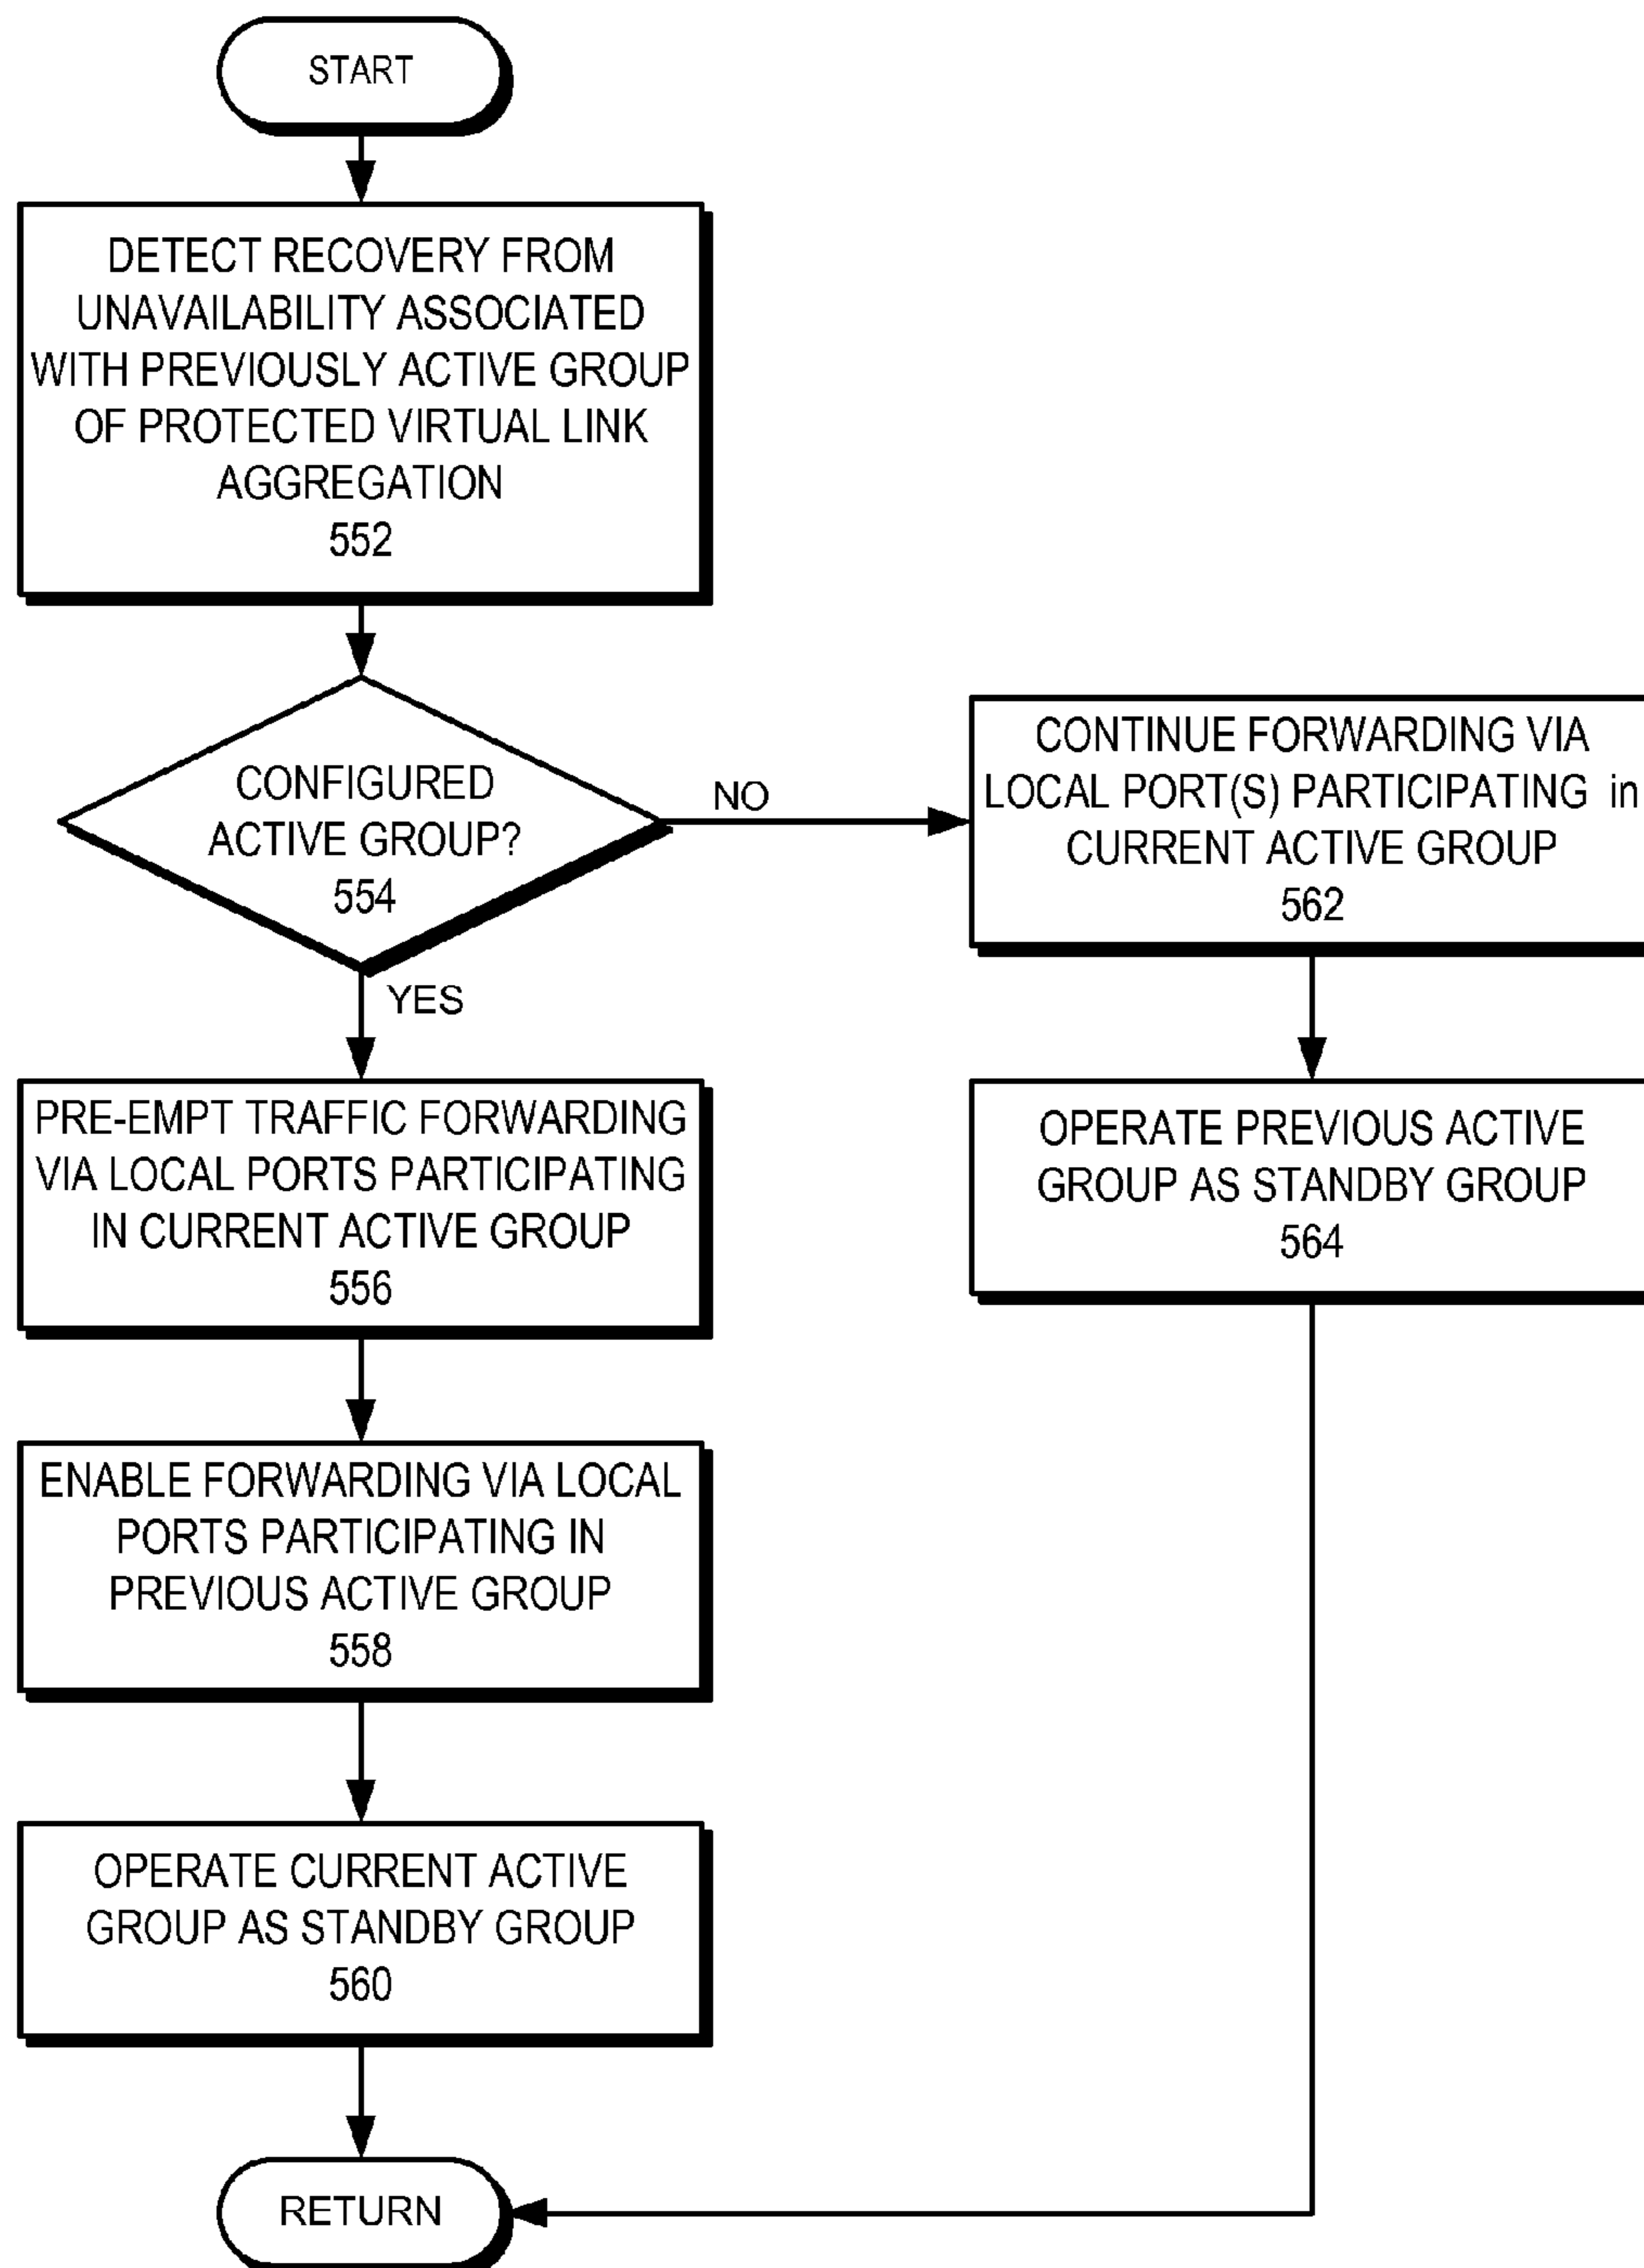 START
DETECT RECOVERY FROM
UNAVAILABILITY ASSOCIATED
WITH PREVIOUSLY ACTIVE GROUP
OF PROTECTED VIRTUAL LINK
AGGREGATION
552
CONFIGURED
ACTIVE GROUP?
554
NO
YES
CONTINUE FORWARDING VIA
LOCAL PORT(S) PARTICIPATING in
CURRENT ACTIVE GROUP
562
PRE-EMPT TRAFFIC FORWARDING
VIA LOCAL PORTS PARTICIPATING
IN CURRENT ACTIVE GROUP
556
OPERATE PREVIOUS ACTIVE
GROUP AS STANDBY GROUP
564
ENABLE FORWARDING VIA LOCAL
PORTS PARTICIPATING IN
PREVIOUS ACTIVE GROUP
558
OPERATE CURRENT ACTIVE
GROUP AS STANDBY GROUP
560
RETURN